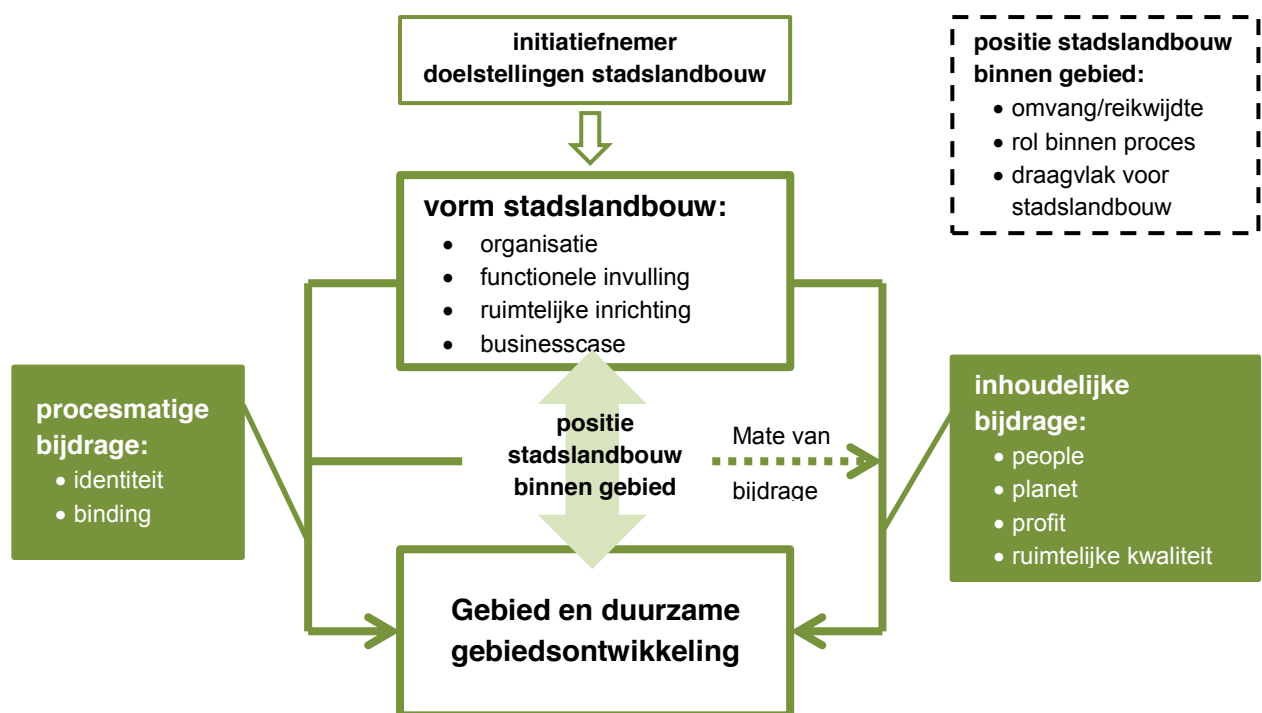 initiatiefnemer
doelstellingen stadslandbouw
positie stadslandbouw
binnen gebied:
• omvang/reikwijdte
• rol binnen proces
• draagvlak voor
stadslandbouw
vorm stadslandbouw:
• organisatie
• functionele invulling
• ruimtelijke inrichting
• businesscase
procesmatige
bijdrage:
• identiteit
• binding
positie
stadslandbouw
binnen gebied
Mate van
bijdrage
inhoudelijke
bijdrage:
• people
• planet
• profit
• ruimtelijke kwaliteit
Gebied en duurzame
gebiedsontwikkeling